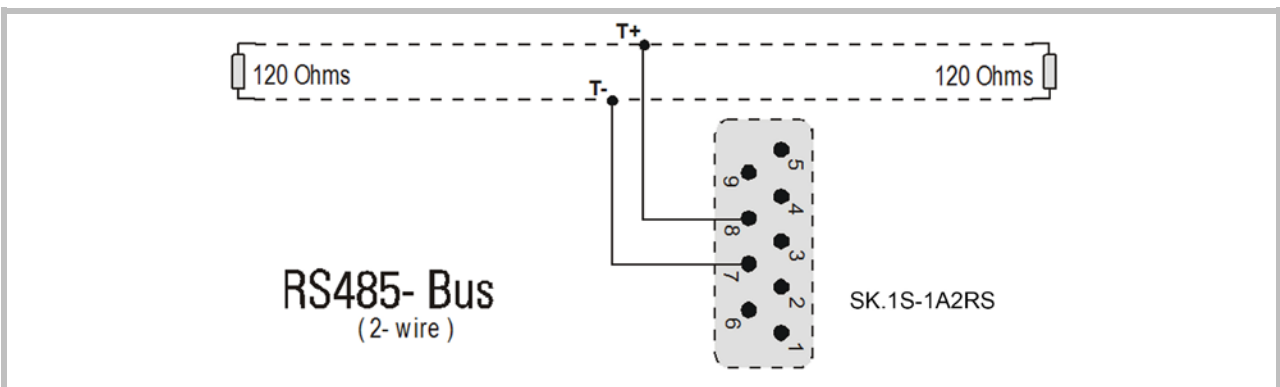 T+
120 Ohms
120 Ohms
T-
5
9
4
8
3
7
2
6
1
RS485- Bus
( 2- wire )
SK.1S-1A2RS